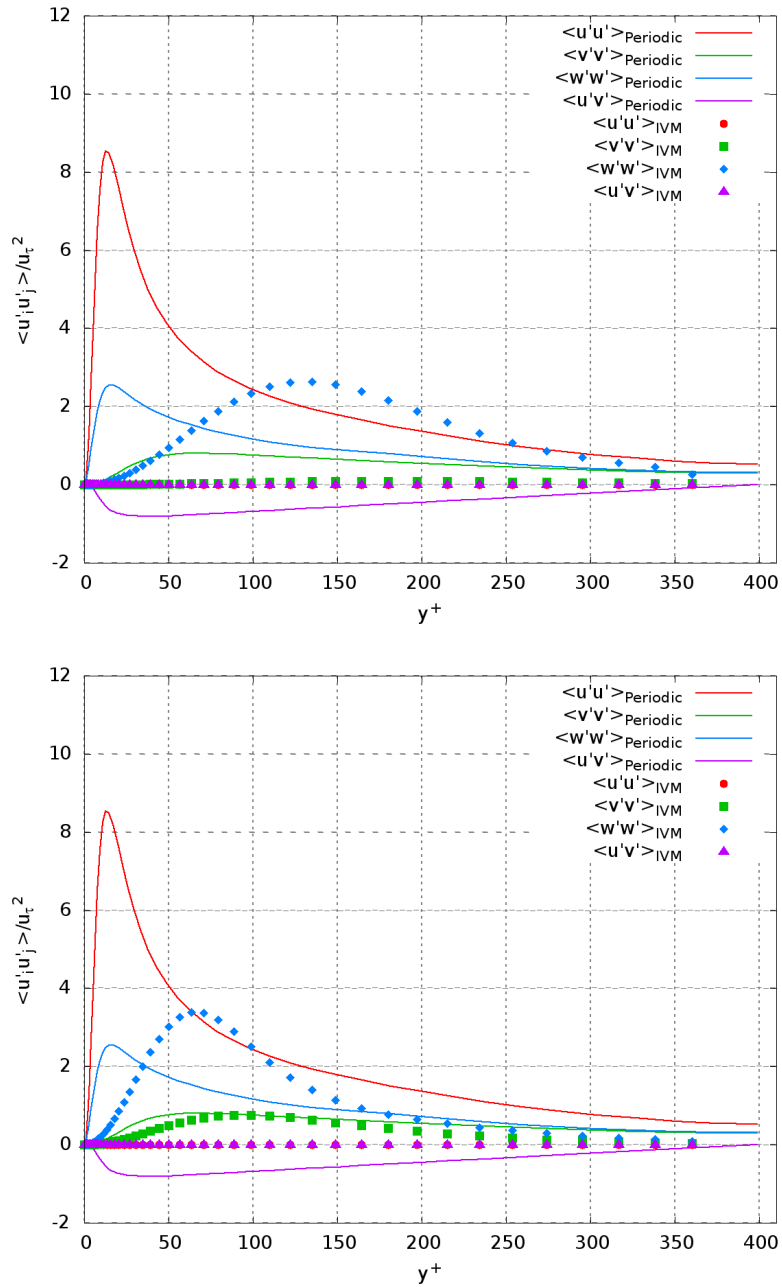 12
10
8
6
4
2
0
-2
<u'ᵢu'ⱼ>/u_τ²
0 50 100 150 200 250 300 350 400
y⁺
<u'u'>Periodic
<v'v'>Periodic
<w'w'>Periodic
<u'v'>Periodic
<u'u'>IVM
<v'v'>IVM
<w'w'>IVM
<u'v'>IVM
12
10
8
6
4
2
0
-2
<u'ᵢu'ⱼ>/u_τ²
0 50 100 150 200 250 300 350 400
y⁺
<u'u'>Periodic
<v'v'>Periodic
<w'w'>Periodic
<u'v'>Periodic
<u'u'>IVM
<v'v'>IVM
<w'w'>IVM
<u'v'>IVM